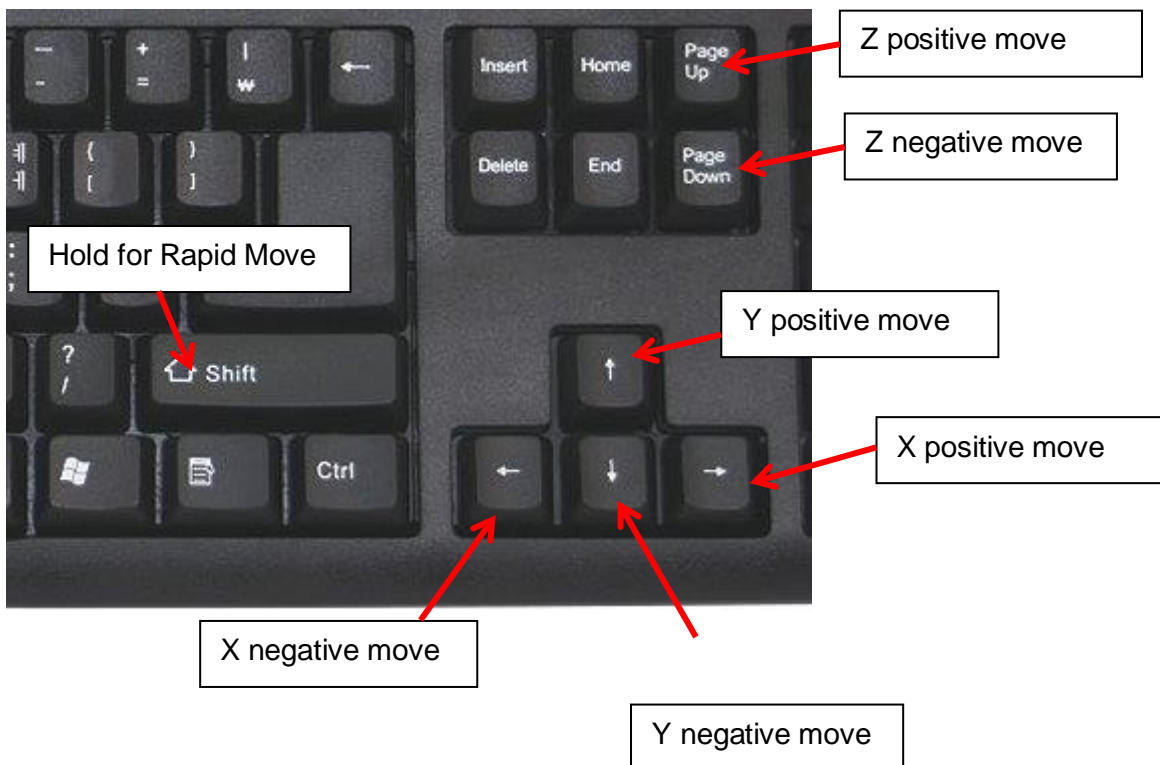 — + |
- = ₩ ←
Insert Home Page Up
Z positive move
{ }
[ ]
Delete End Page Down
Z negative move
Hold for Rapid Move
:
;
Y positive move
?
/
Shift
↑
X positive move
Ctrl
← ↓ →
X negative move
Y negative move